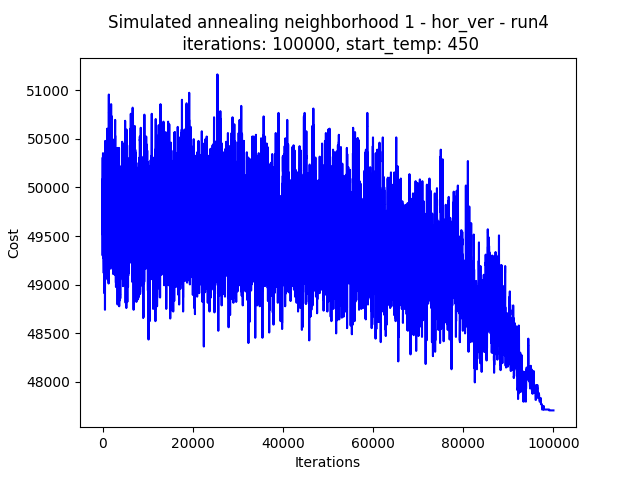 Simulated annealing neighborhood 1 - hor_ver - run4
iterations: 100000, start_temp: 450
51000
50500
50000
49500
49000
48500
48000
Cost
0 20000 40000 60000 80000 100000
Iterations